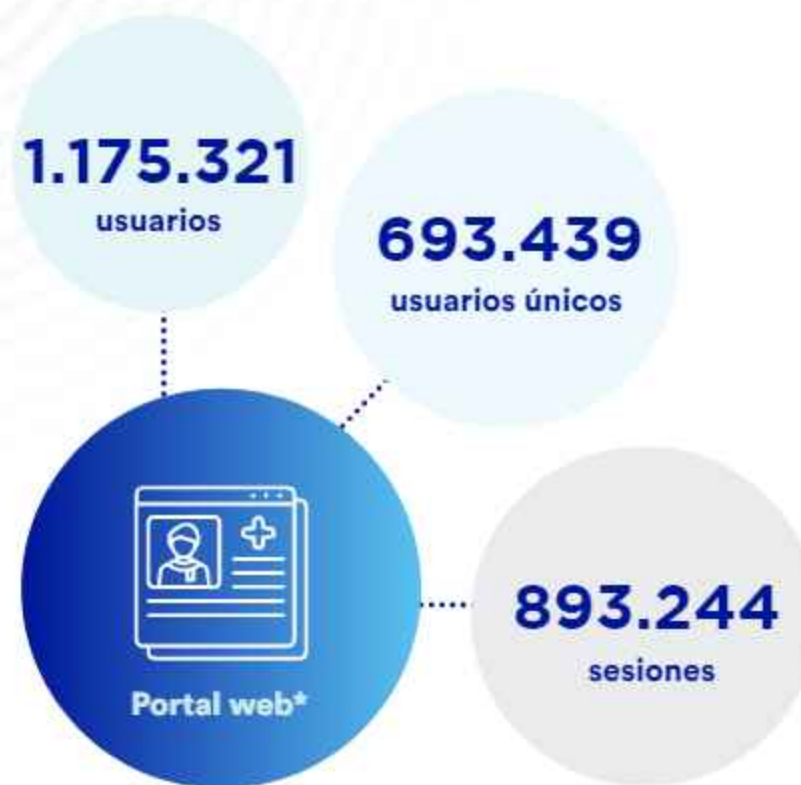 1.175.321
usuarios
693.439
usuarios únicos
893.244
sesiones
Portal web*